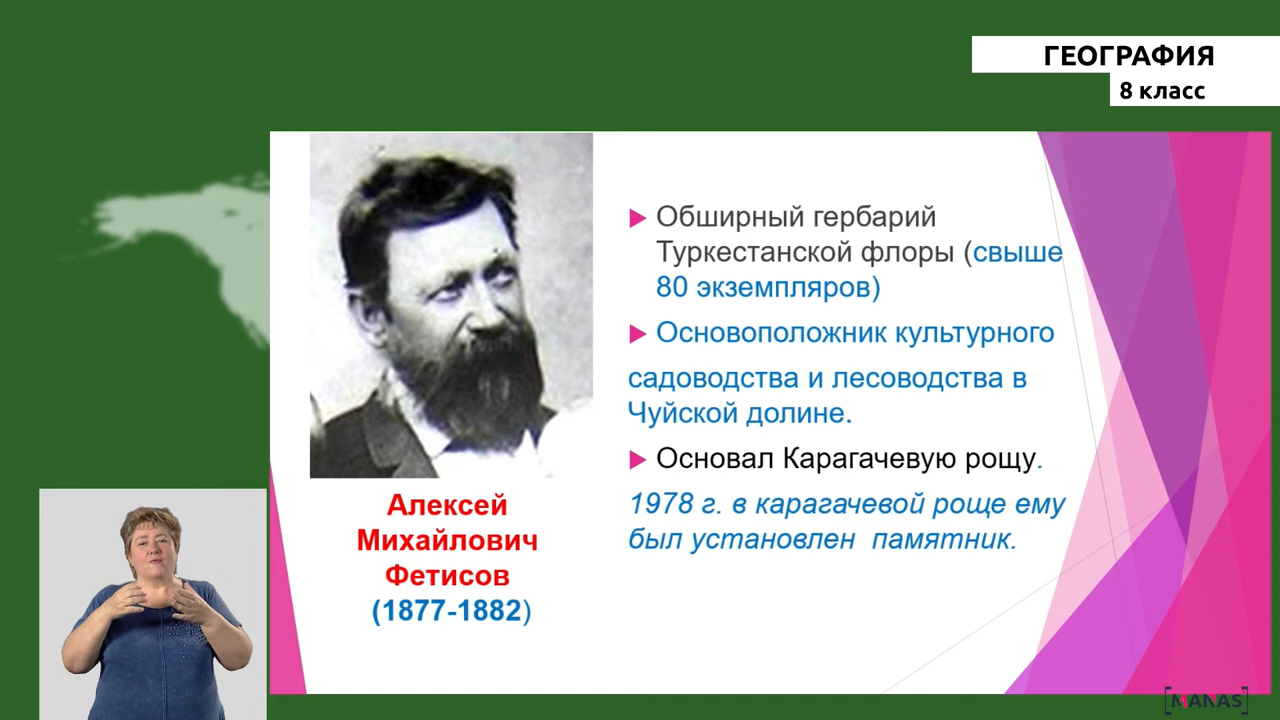 ГЕОГРАФИЯ
8 класс
Обширный гербарий
Туркестанской флоры (свыше
80 экземпляров)
Основоположник культурного
садоводства и лесоводства в
Чуйской долине.
Основал Карагачевую рощу.
1978 г. в карагачевой роще ему
был установлен памятник.
Алексей
Михайлович
Фетисов
(1877-1882)
[MANAS]